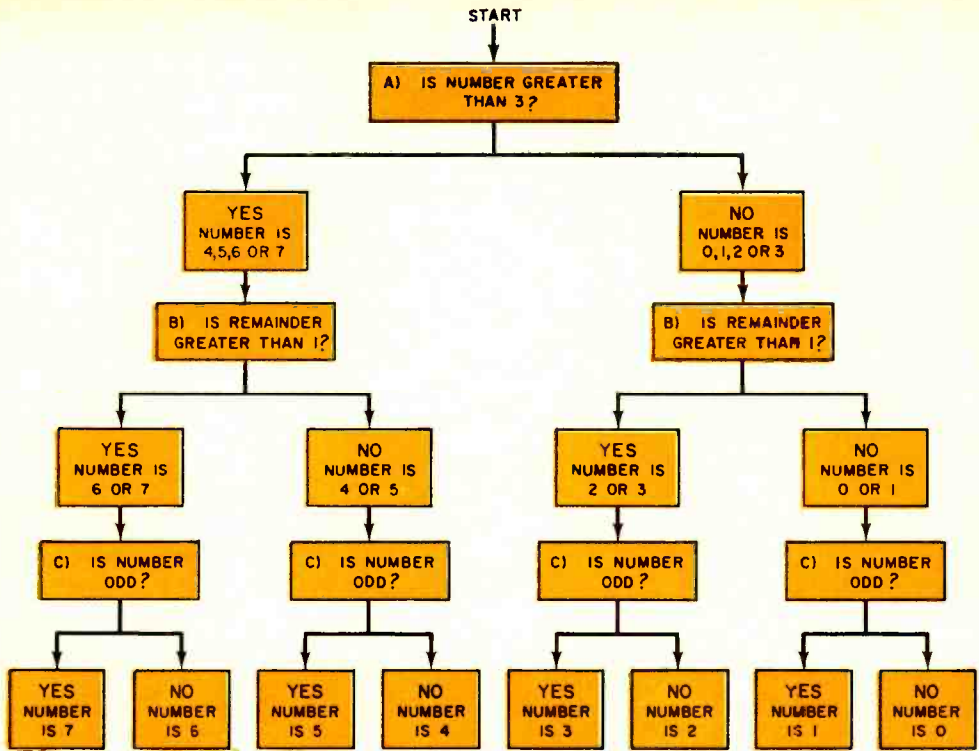 START
A) IS NUMBER GREATER
THAN 3?
YES
NUMBER IS
4,5,6 OR 7
NO
NUMBER IS
0,1,2 OR 3
B) IS REMAINDER
GREATER THAN 1?
B) IS REMAINDER
GREATER THAN 1?
YES
NUMBER IS
6 OR 7
NO
NUMBER IS
4 OR 5
YES
NUMBER IS
2 OR 3
NO
NUMBER IS
0 OR 1
C) IS NUMBER
ODD?
C) IS NUMBER
ODD?
C) IS NUMBER
ODD?
C) IS NUMBER
ODD?
YES
NUMBER
IS 7
NO
NUMBER
IS 6
YES
NUMBER
IS 5
NO
NUMBER
IS 4
YES
NUMBER
IS 3
NO
NUMBER
IS 2
YES
NUMBER
IS 1
NO
NUMBER
IS 0